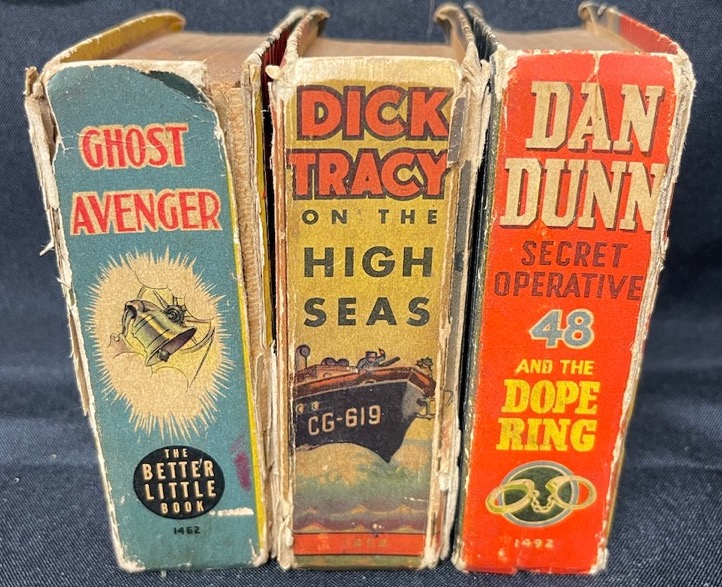 GHOST
AVENGER
THE
BETTER
LITTLE
BOOK
1462
DICK
TRACY
ON THE
HIGH
SEAS
CG-619
1494
DAN
DUNN
SECRET
OPERATIVE
48
AND THE
DOPE
RING
1492